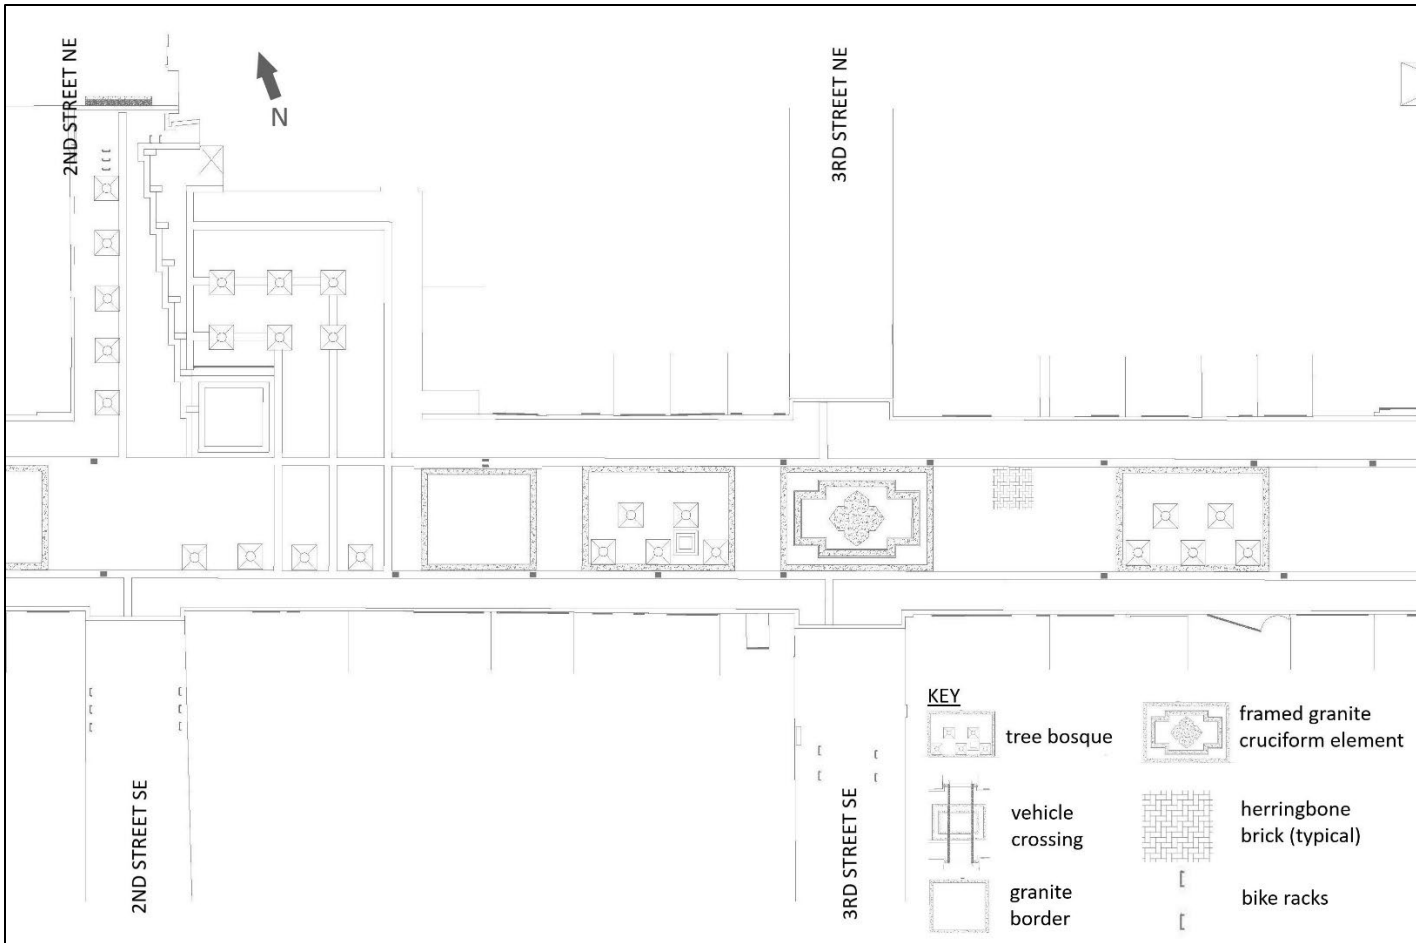 2ND STREET NE
N
3RD STREET NE
2ND STREET SE
3RD STREET SE
KEY
tree bosque
framed granite
cruciform element
vehicle
crossing
herringbone
brick (typical)
granite
border
bike racks